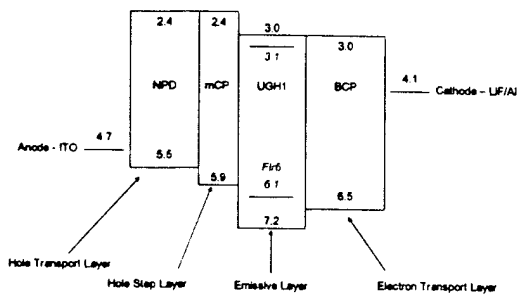 2.4 2.4 3.0
3.1 3.0
NPD mCP UGH1 BCP 4.1 Cathode – LiF/Al
4.7
Anode - ITO
5.5 FIr6
5.9 6.1 6.5
7.2
Hole Transport Layer Hole Step Layer Emissive Layer Electron Transport Layer